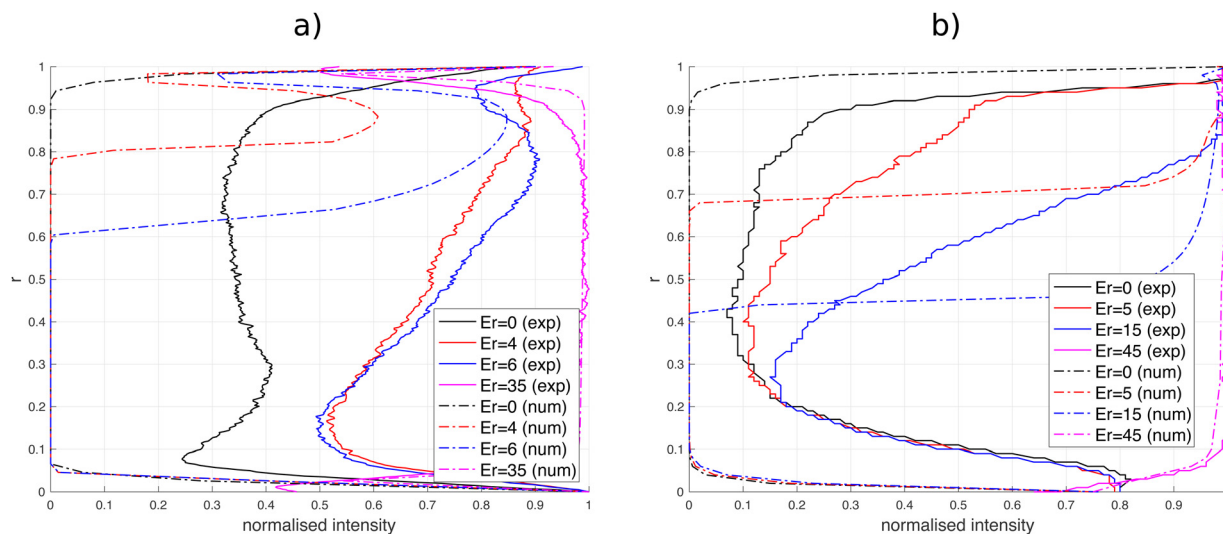 a)
b)
1
0.9
0.8
0.7
0.6
0.5
0.4
0.3
0.2
0.1
0
r
0
0.1
0.2
0.3
0.4
0.5
0.6
0.7
0.8
0.9
1
normalised intensity
Er=0 (exp)
Er=4 (exp)
Er=6 (exp)
Er=35 (exp)
Er=0 (num)
Er=4 (num)
Er=6 (num)
Er=35 (num)
1
0.9
0.8
0.7
0.6
0.5
0.4
0.3
0.2
0.1
0
r
0
0.1
0.2
0.3
0.4
0.5
0.6
0.7
0.8
0.9
normalised intensity
Er=0 (exp)
Er=5 (exp)
Er=15 (exp)
Er=45 (exp)
Er=0 (num)
Er=5 (num)
Er=15 (num)
Er=45 (num)